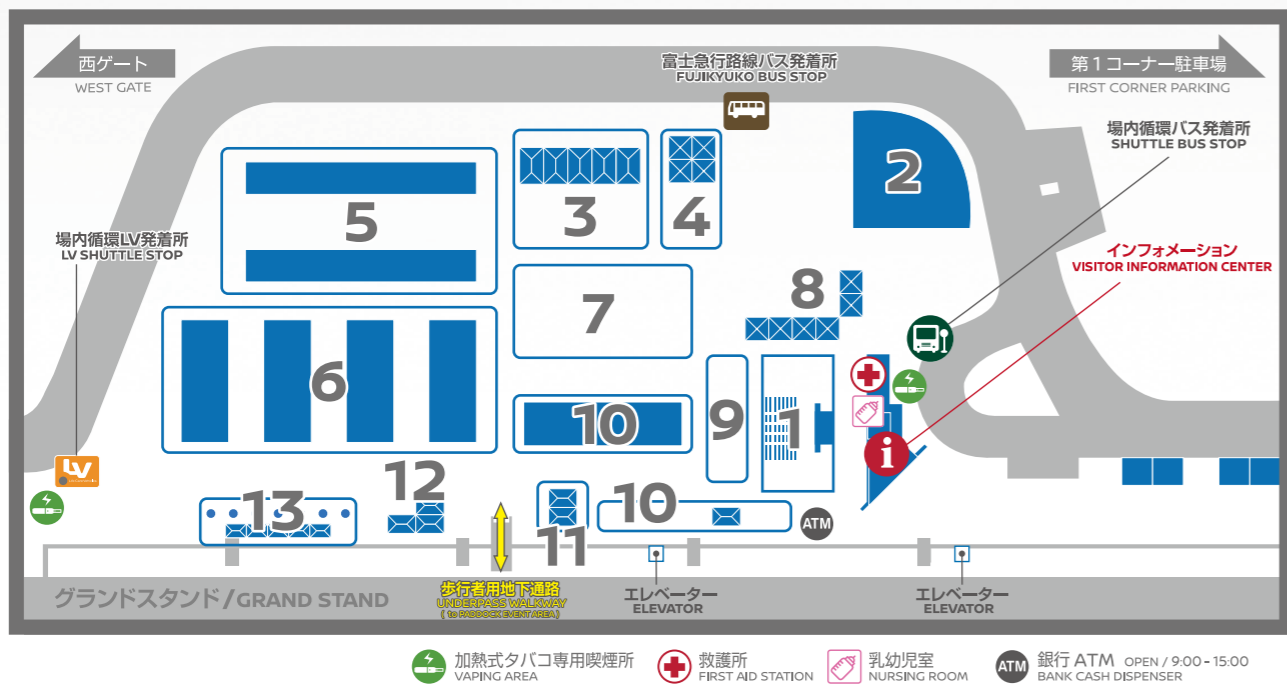 西ゲート
WEST GATE
富士急行路線バス発着所
FUJIKYUKO BUS STOP
第1コーナー駐車場
FIRST CORNER PARKING
場内循環バス発着所
SHUTTLE BUS STOP
2
5
3
4
場内循環LV発着所
LV SHUTTLE STOP
インフォメーション
VISITOR INFORMATION CENTER
8
7
6
10
9
1
i
LV
12
13
11
10
ATM
歩行者用地下通路
UNDERPASS WALKWAY
( to PADDOCK EVENT AREA )
グランドスタンド/GRAND STAND
エレベーター
ELEVATOR
エレベーター
ELEVATOR
加熱式タバコ専用喫煙所
VAPING AREA
救護所
FIRST AID STATION
乳幼児室
NURSING ROOM
ATM
銀行 ATM OPEN / 9:00 - 15:00
BANK CASH DISPENSER